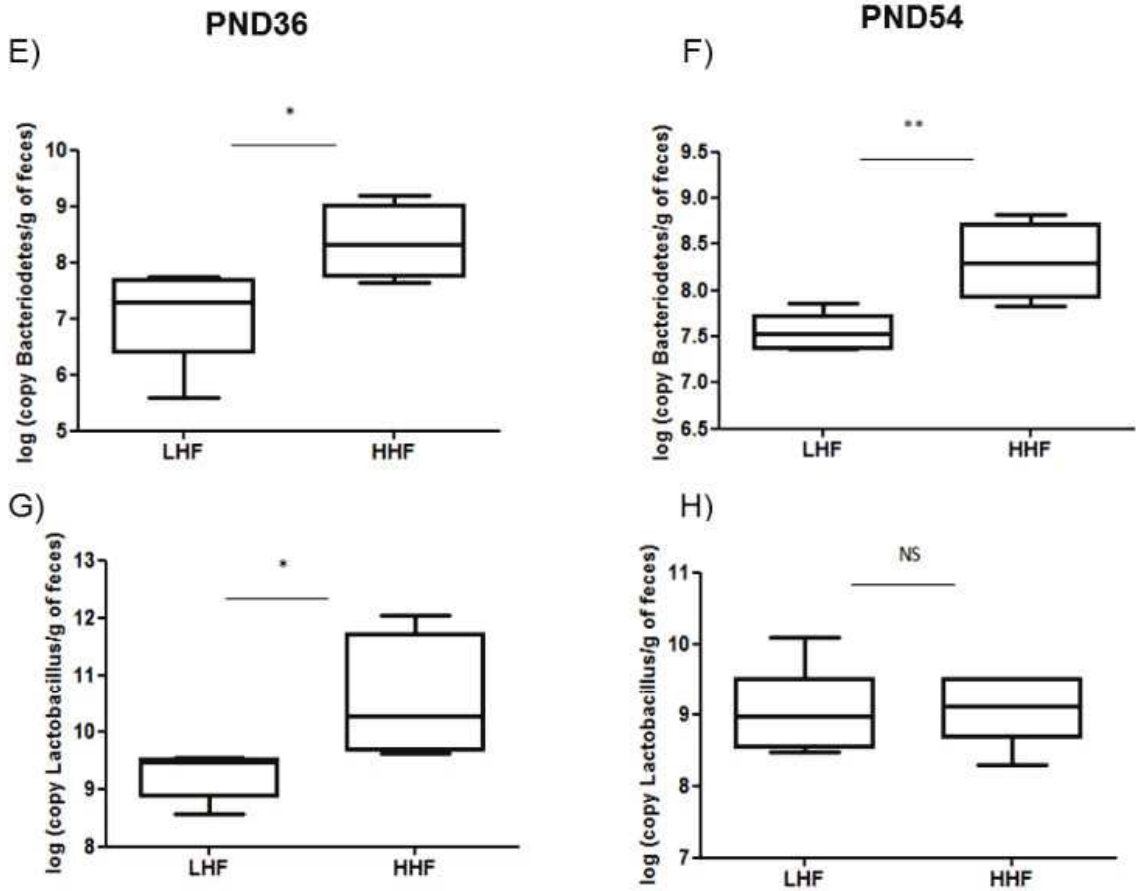 PND36
PND54
E)
*
log (copy Bacteriodetes/g of feces)
10
9
8
7
6
5
LHF
HHF
F)
**
log (copy Bacteriodetes/g of feces)
9.5
9.0
8.5
8.0
7.5
7.0
6.5
LHF
HHF
G)
*
log (copy Lactobacillus/g of feces)
13
12
11
10
9
8
LHF
HHF
H)
NS
log (copy Lactobacillus/g of feces)
11
10
9
8
7
LHF
HHF